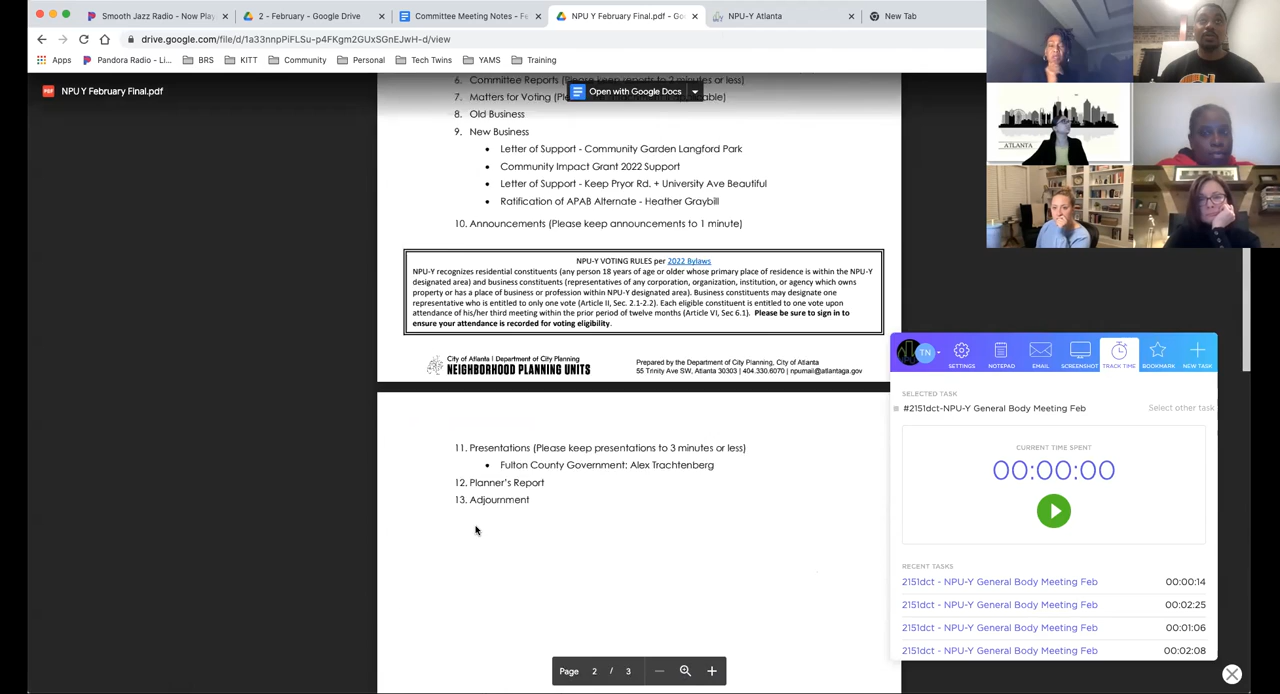 Smooth Jazz Radio - Now Play
2 - February - Google Drive
Committee Meeting Notes - Fe
NPU Y February Final.pdf - Go
NPU-Y Atlanta
New Tab
drive.google.com/file/d/1a33nnpPiFLSu-p4FKgm2GUxSGnEJwH-d/view
Apps
Pandora Radio - Li...
BRS
KITT
Community
Personal
Tech Twins
YAMS
Training
PDF
NPU Y February Final.pdf
Open with Google Docs
6. Committee Reports (Please keep reports to 2 minutes or less)
7. Matters for Voting
8. Old Business
9. New Business
• Letter of Support - Community Garden Langford Park
• Community Impact Grant 2022 Support
• Letter of Support - Keep Pryor Rd. + University Ave Beautiful
• Ratification of APAB Alternate - Heather Graybill
10. Announcements (Please keep announcements to 1 minute)
NPU-Y VOTING RULES per 2022 Bylaws
NPU-Y recognizes residential constituents (any person 18 years of age or older whose primary place of residence is within the NPU-Y
designated area) and business constituents (representatives of any corporation, organization, institution, or agency which owns
property or has a place of business or profession within NPU-Y designated area). Business constituents may designate one
representative who is entitled to only one vote (Article II, Sec. 2.1-2.2). Each eligible constituent is entitled to one vote upon
attendance of his/her third meeting within the prior period of twelve months (Article VI, Sec 6.1). Please be sure to sign in to
ensure your attendance is recorded for voting eligibility.
City of Atlanta | Department of City Planning
NEIGHBORHOOD PLANNING UNITS
Prepared by the Department of City Planning, City of Atlanta
55 Trinity Ave SW, Atlanta 30303 | 404.330.6070 | npumail@atlantaga.gov
11. Presentations (Please keep presentations to 3 minutes or less)
• Fulton County Government: Alex Trachtenberg
12. Planner's Report
13. Adjournment
Page 2 / 3
ATLANTA
TN
SETTINGS
NOTEPAD
EMAIL
SCREENSHOT
TRACK TIME
BOOKMARK
NEW TASK
SELECTED TASK
#2151dct-NPU-Y General Body Meeting Feb
Select other task
CURRENT TIME SPENT
00:00:00
RECENT TASKS
2151dct - NPU-Y General Body Meeting Feb 00:00:14
2151dct - NPU-Y General Body Meeting Feb 00:02:25
2151dct - NPU-Y General Body Meeting Feb 00:01:06
2151dct - NPU-Y General Body Meeting Feb 00:02:08